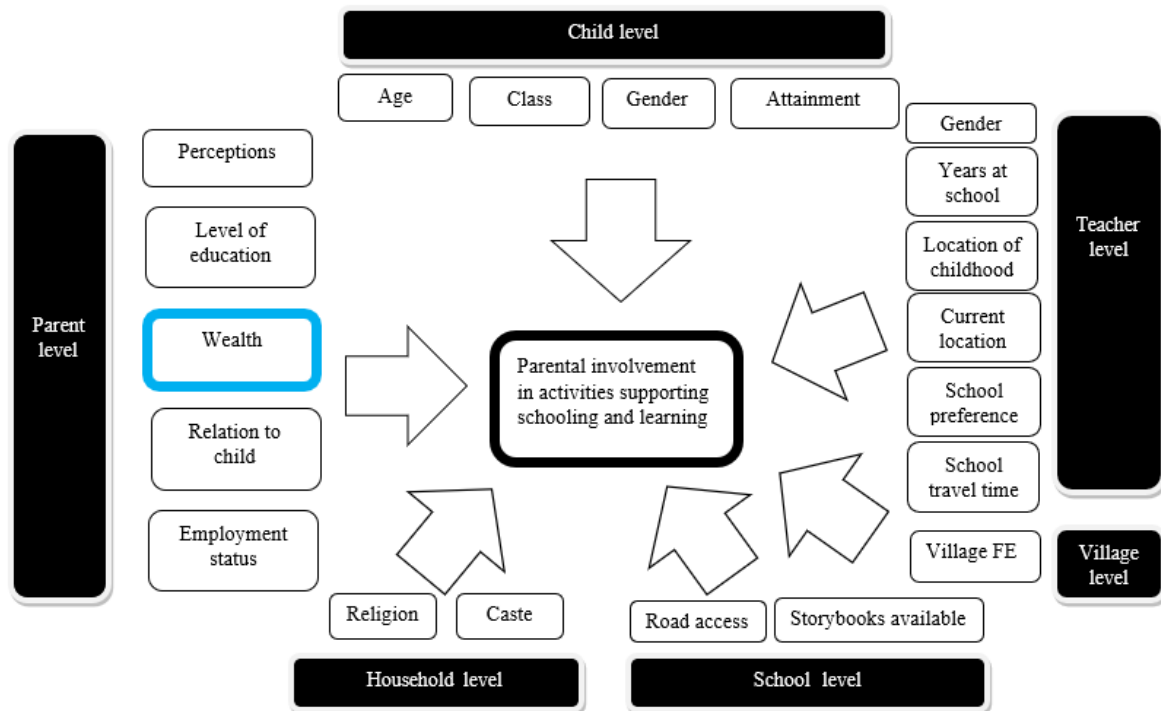 Child level
Age
Class
Gender
Attainment
Parent
level
Perceptions
Level of
education
Wealth
Relation to
child
Employment
status
Parental involvement
in activities supporting
schooling and learning
Gender
Years at
school
Location of
childhood
Current
location
School
preference
School
travel time
Teacher
level
Village FE
Village
level
Religion
Caste
Household level
Road access
Storybooks available
School level